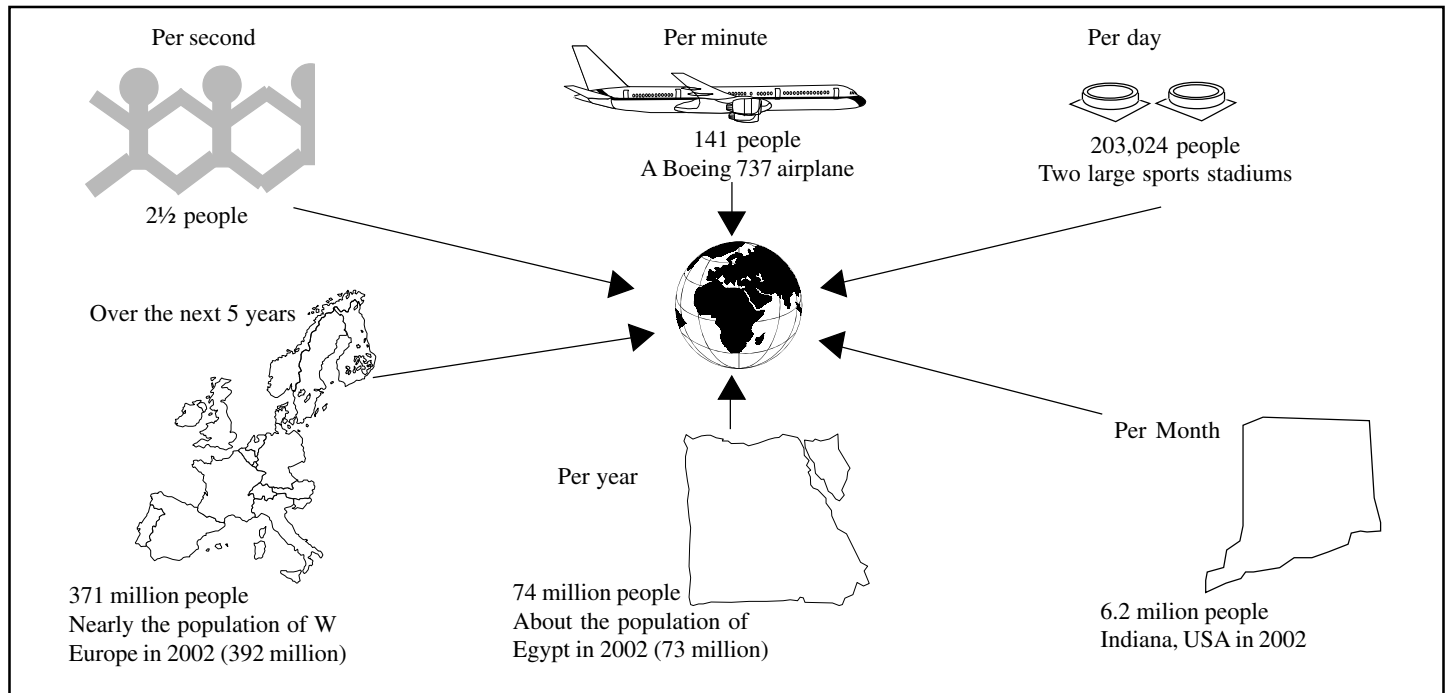 Per second
2½ people
Per minute
141 people
A Boeing 737 airplane
Per day
203,024 people
Two large sports stadiums
Over the next 5 years
371 million people
Nearly the population of W
Europe in 2002 (392 million)
Per year
74 million people
About the population of
Egypt in 2002 (73 million)
Per Month
6.2 milion people
Indiana, USA in 2002